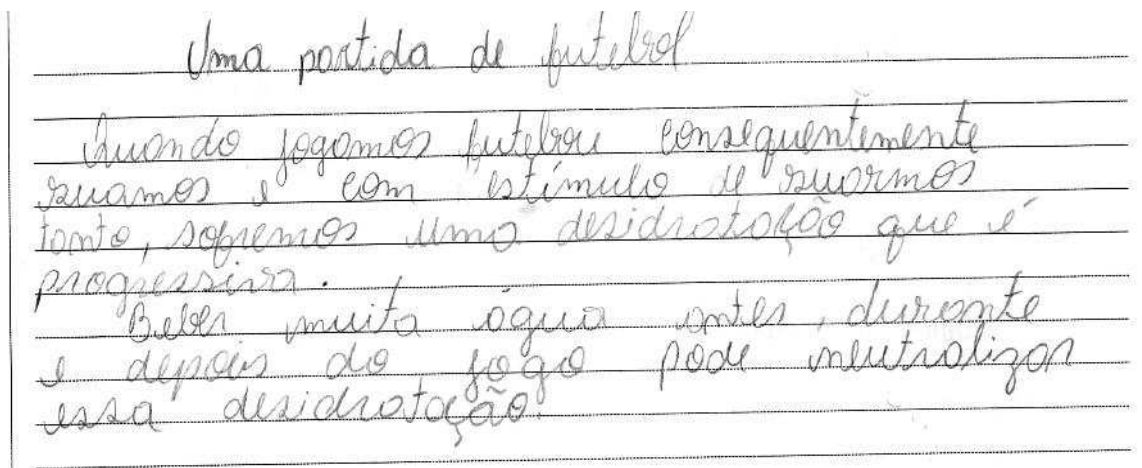 Uma partida de futebol
Quando jogamos futebou consequentemente
suamos e com estímulo de suarmos
tanto, sofremos uma desidratação que é
progressiva.
Beber muita água antes, durante
e depois do jogo pode neutralizar
essa desidratação.